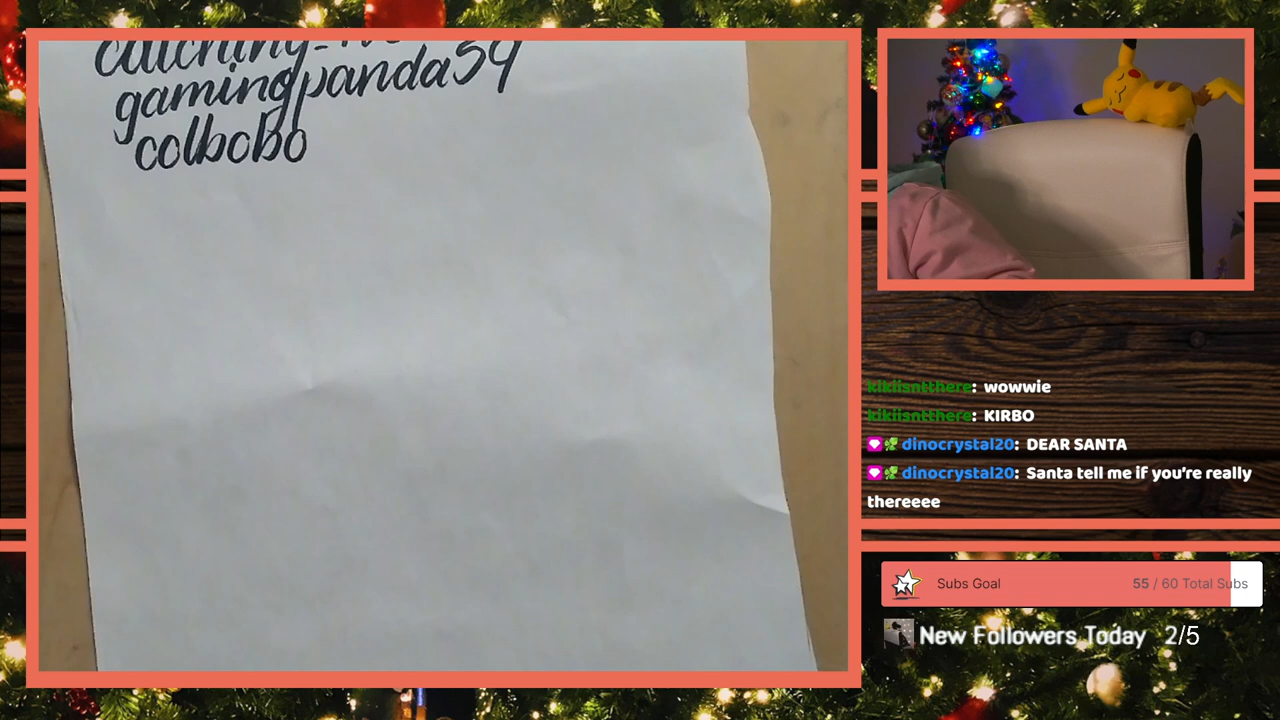 gamingpanda54
colbobo
kikiisntthere: wowwie
kikiisntthere: KIRBO
dinocrystal20: DEAR SANTA
dinocrystal20: Santa tell me if you're really
thereeee
Subs Goal 55 / 60 Total Subs
New Followers Today 2/5